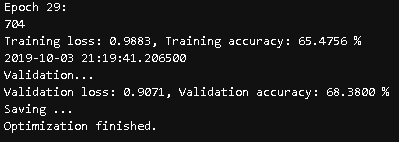 Epoch 29:
704
Training loss: 0.9883, Training accuracy: 65.4756 %
2019-10-03 21:19:41.206500
Validation...
Validation loss: 0.9071, Validation accuracy: 68.3800 %
Saving ...
Optimization finished.